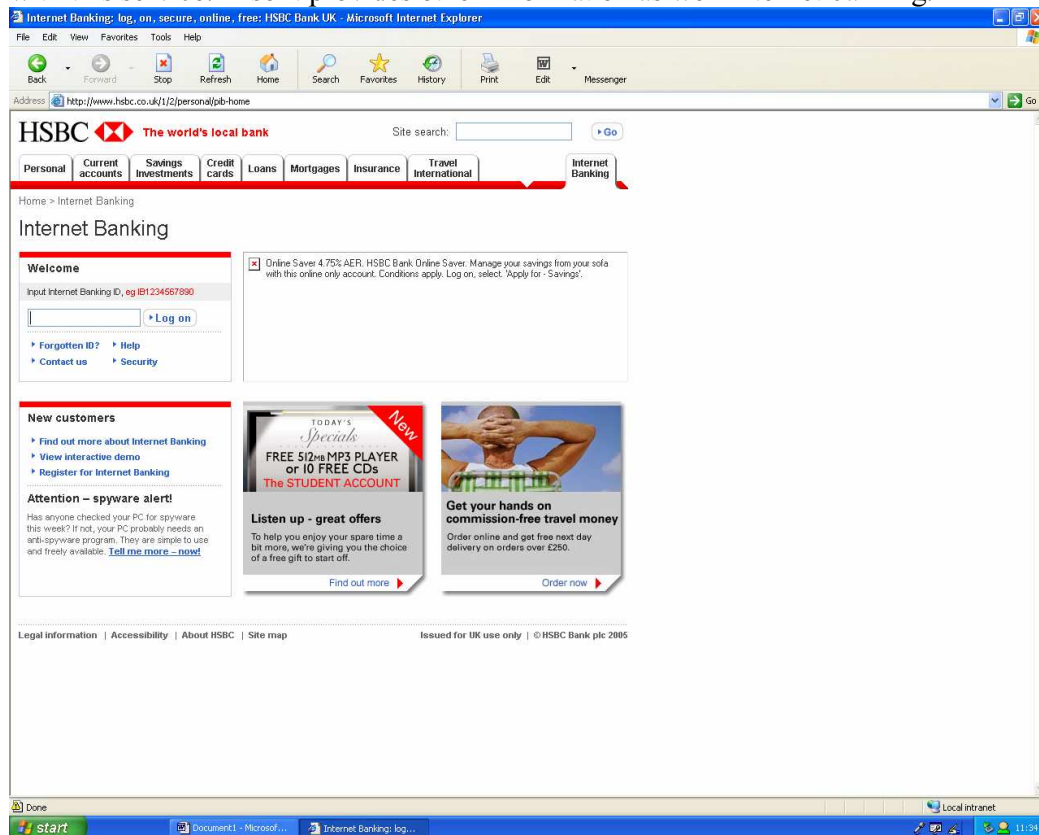 Internet Banking: log, on, secure, online, free: HSBC Bank UK - Microsoft Internet Explorer
File Edit View Favorites Tools Help
Back Forward Stop Refresh Home Search Favorites History Print Edit Messenger
Address http://www.hsbc.co.uk/1/2/personal/pib-home Go
HSBC The world's local bank Site search: Go
Personal Current accounts Savings Investments Credit cards Loans Mortgages Insurance Travel International Internet Banking
Home > Internet Banking
Internet Banking
Welcome
Input Internet Banking ID, eg IB1234567890
Log on
Forgotten ID? Help
Contact us Security
Online Saver 4.75% AER. HSBC Bank Online Saver. Manage your savings from your sofa
with this online only account. Conditions apply. Log on, select 'Apply for - Savings'.
New customers
Find out more about Internet Banking
View interactive demo
Register for Internet Banking
Attention – spyware alert!
Has anyone checked your PC for spyware
this week? If not, your PC probably needs an
anti-spyware program. They are simple to use
and freely available. Tell me more – now!
TODAY'S
Specials
New
FREE 512MB MP3 PLAYER
or 10 FREE CDs
The STUDENT ACCOUNT
Listen up - great offers
To help you enjoy your spare time a
bit more, we're giving you the choice
of a free gift to start off.
Find out more
Get your hands on
commission-free travel money
Order online and get free next day
delivery on orders over £250.
Order now
Legal information | Accessibility | About HSBC | Site map Issued for UK use only | © HSBC Bank plc 2005
Done Local intranet
start Document1 - Microsof... Internet Banking: log... 11:34